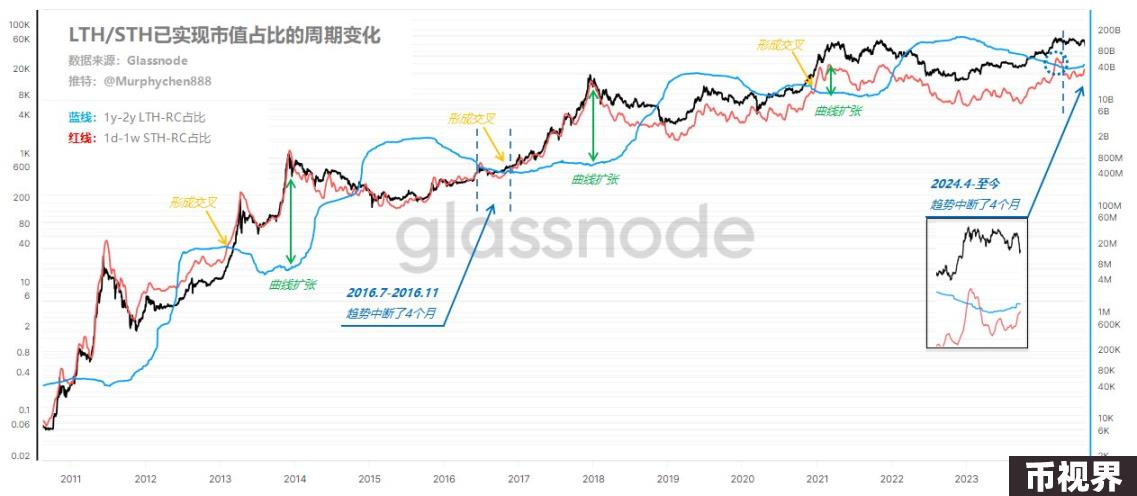 LTH/STH已实现市值占比的周期变化
数据来源：Glassnode
推特：@Murphychen888
蓝线：1y-2y LTH-RC占比
红线：1d-1w STH-RC占比
100K
60K
20K
8K
4K
1K
600
200
80
40
10
6
2
0.8
0.4
0.1
0.06
0.02
200B
80B
40B
10B
6B
2B
800M
400M
100M
60M
20M
8M
4M
1M
600K
200K
80K
40K
10K
6K
形成交叉
曲线扩张
形成交叉
曲线扩张
形成交叉
曲线扩张
2016.7-2016.11
趋势中断了4个月
2024.4-至今
趋势中断了4个月
glassnode
2011
2012
2013
2014
2015
2016
2017
2018
2019
2020
2021
2022
2023
币视界